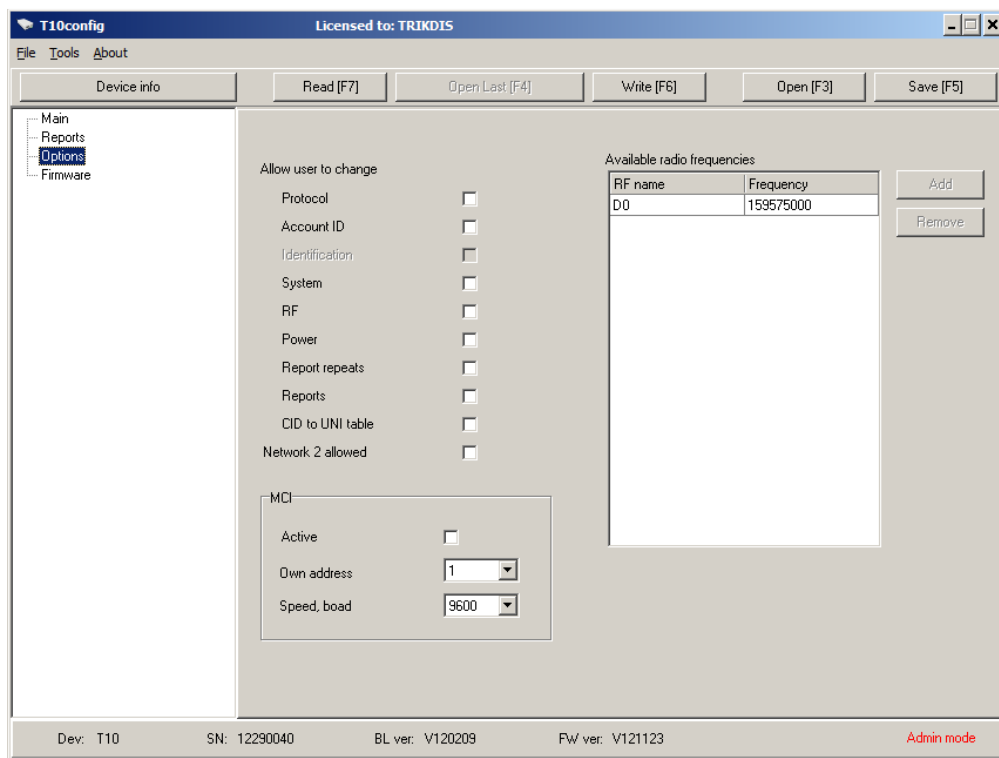 T10config Licensed to: TRIKDIS
File Tools About
Device info Read [F7] Open Last [F4] Write [F6] Open [F3] Save [F5]
Main
Reports
Options
Firmware
Allow user to change
Protocol
Account ID
Identification
System
RF
Power
Report repeats
Reports
CID to UNI table
Network 2 allowed
MCI
Active
Own address 1
Speed, boad 9600
Available radio frequencies
RF name Frequency
D0 159575000
Add
Remove
Dev: T10 SN: 12290040 BL ver: V120209 FW ver: V121123 Admin mode